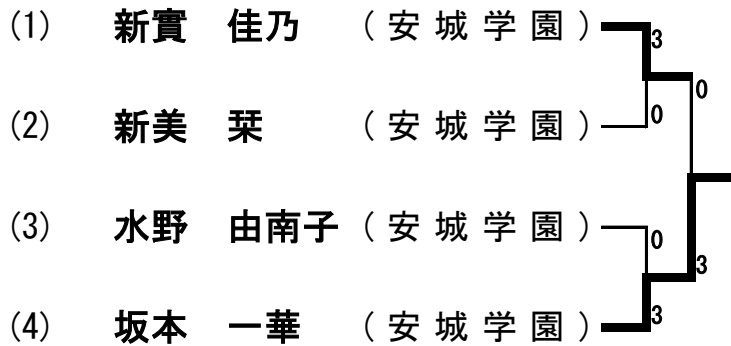 (1) 新實 佳乃 (安城学園)
3
0
(2) 新美 栞 (安城学園)
0
(3) 水野 由南子 (安城学園)
0
3
(4) 坂本 一華 (安城学園)
3